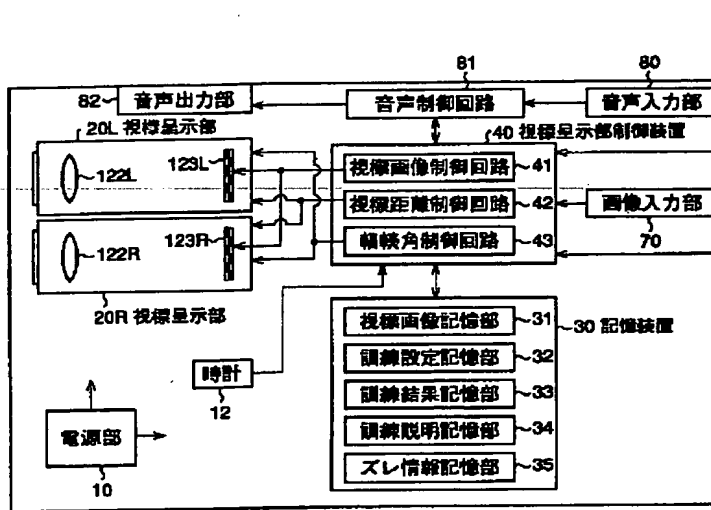 81
80
82
音声出力部
音声制御回路
音声入力部
20L 視標呈示部
40 視標呈示部制御装置
122L
123L
視標画像制御回路
41
視標距離制御回路
42
画像入力部
70
122R
123R
輻輳角制御回路
43
20R 視標呈示部
視標画像記憶部
31
30 記憶装置
訓練設定記憶部
32
時計
12
訓練結果記憶部
33
訓練説明記憶部
34
電源部
10
ズレ情報記憶部
35